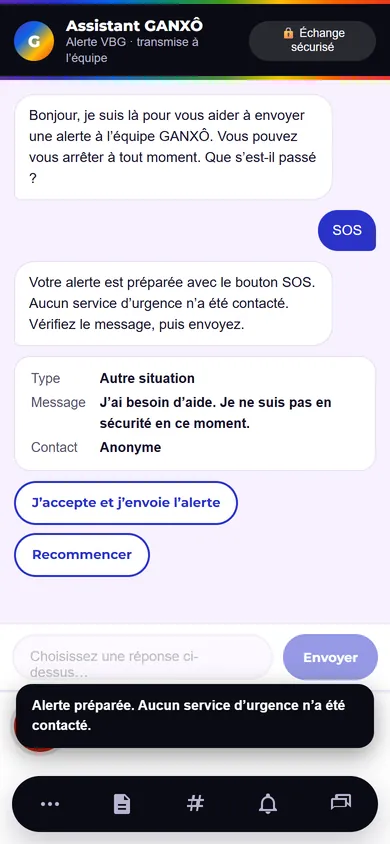 G
Assistant GANXÔ
Alerte VBG · transmise à
l’équipe
🔒 Échange
sécurisé
Bonjour, je suis là pour vous aider à envoyer
une alerte à l’équipe GANXÔ. Vous pouvez
vous arrêter à tout moment. Que s’est-il passé
?
SOS
Votre alerte est préparée avec le bouton SOS.
Aucun service d’urgence n’a été contacté.
Vérifiez le message, puis envoyez.
Type Autre situation
Message J’ai besoin d’aide. Je ne suis pas en
sécurité en ce moment.
Contact Anonyme
J’accepte et j’envoie l’alerte
Recommencer
Choisissez une réponse ci-
dessus…
Envoyer
Alerte préparée. Aucun service d’urgence n’a été
contacté.